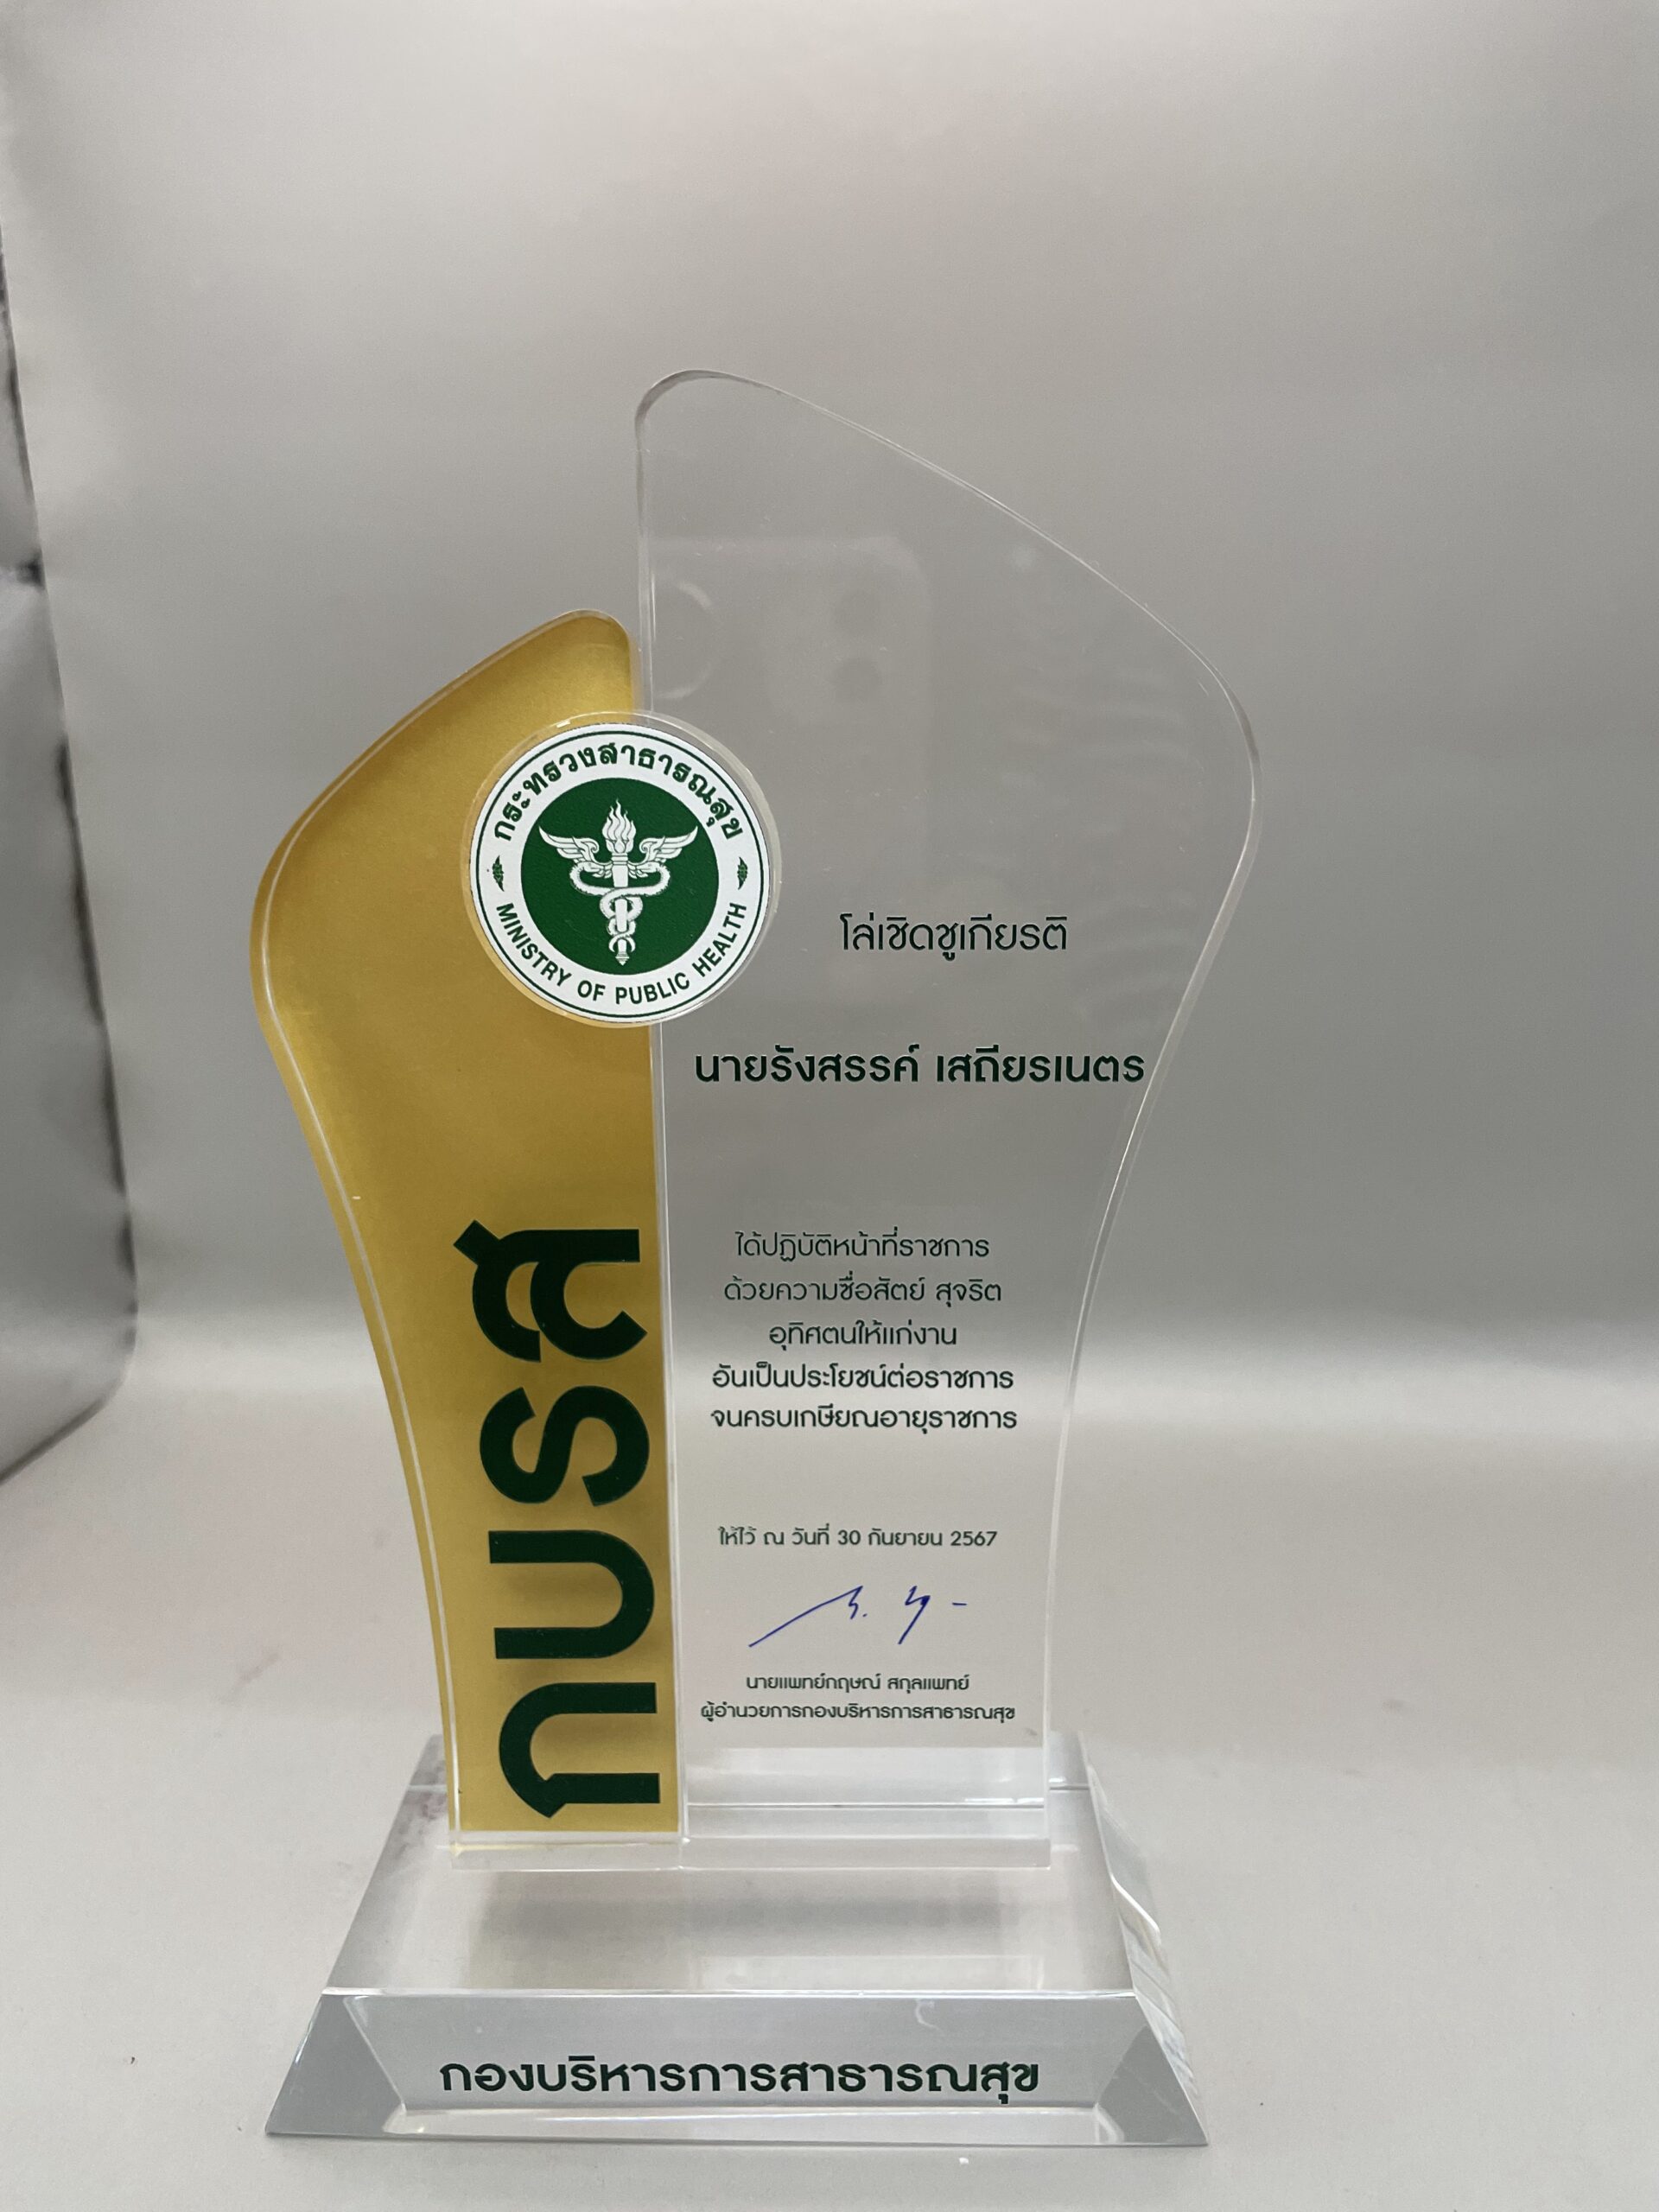 กระทรวงสาธารณสุข
MINISTRY OF PUBLIC HEALTH
โล่เชิดชูเกียรติ
นายรังสรรค์ เสถียรเนตร
กบรส
ได้ปฏิบัติหน้าที่ราชการ
ด้วยความซื่อสัตย์ สุจริต
อุทิศตนให้แก่งาน
อันเป็นประโยชน์ต่อราชการ
จนครบเกษียณอายุราชการ
ให้ไว้ ณ วันที่ 30 กันยายน 2567
นายแพทย์กฤษณ์ สกุลแพทย์
ผู้อำนวยการกองบริหารการสาธารณสุข
กองบริหารการสาธารณสุข